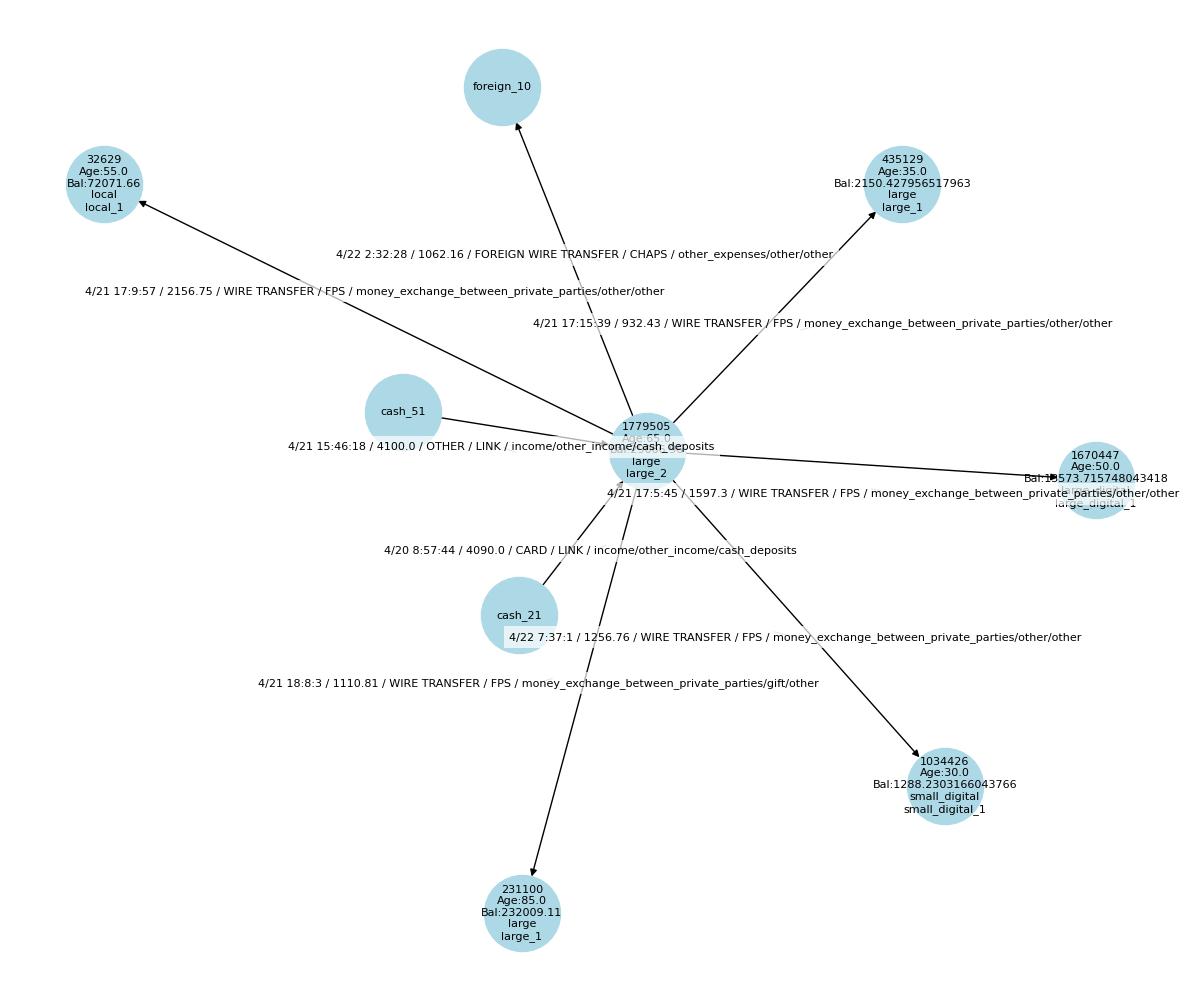 foreign_10
32629
Age:55.0
Bal:72071.66
local
local_1
435129
Age:35.0
Bal:2150.427956517963
large
large_1
4/22 2:32:28 / 1062.16 / FOREIGN WIRE TRANSFER / CHAPS / other_expenses/other/other
4/21 17:9:57 / 2156.75 / WIRE TRANSFER / FPS / money_exchange_between_private_parties/other/other
4/21 17:15:39 / 932.43 / WIRE TRANSFER / FPS / money_exchange_between_private_parties/other/other
cash_51
1779505
Age:65.0
large
large_2
4/21 15:46:18 / 4100.0 / OTHER / LINK / income/other_income/cash_deposits
1670447
Age:50.0
Bal:13573.715748043418
large_digital
large_digital_1
4/21 17:5:45 / 1597.3 / WIRE TRANSFER / FPS / money_exchange_between_private_parties/other/other
4/20 8:57:44 / 4090.0 / CARD / LINK / income/other_income/cash_deposits
cash_21
4/22 7:37:1 / 1256.76 / WIRE TRANSFER / FPS / money_exchange_between_private_parties/other/other
4/21 18:8:3 / 1110.81 / WIRE TRANSFER / FPS / money_exchange_between_private_parties/gift/other
1034426
Age:30.0
Bal:1288.2303166043766
small_digital
small_digital_1
231100
Age:85.0
Bal:232009.11
large
large_1